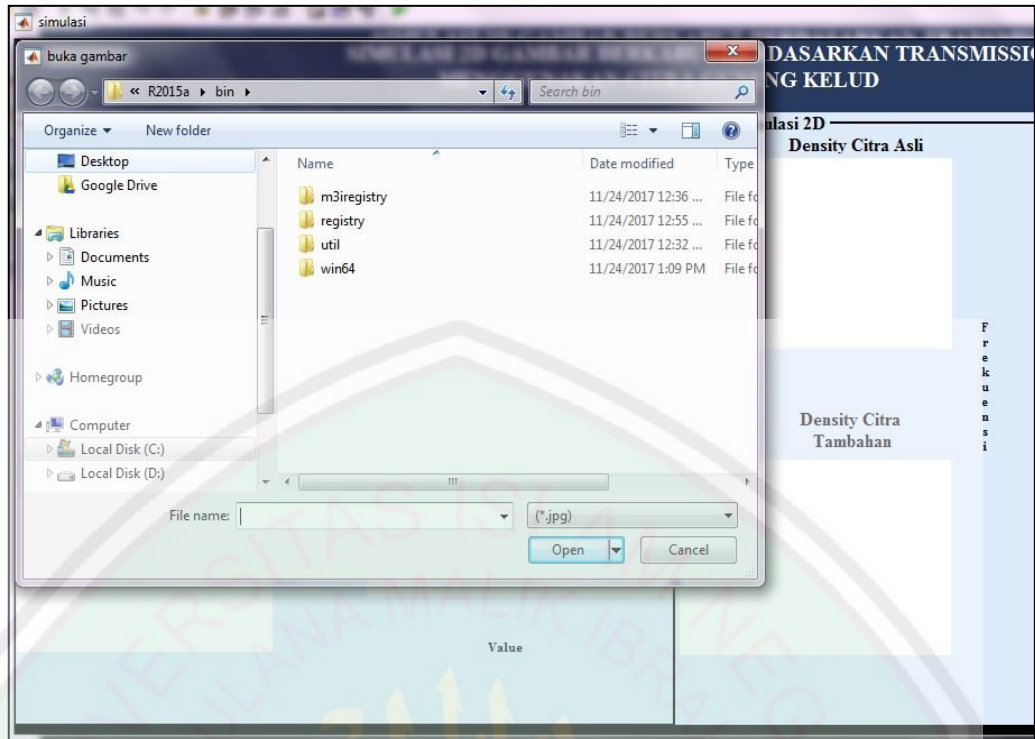 simulasi
buka gambar
DASARKAN TRANSMISSI
NG KELUD
« R2015a ▸ bin ▸
Search bin
Organize
New folder
ulasi 2D
Density Citra Asli
Desktop
Google Drive
Libraries
Documents
Music
Pictures
Videos
Homegroup
Computer
Local Disk (C:)
Local Disk (D:)
Name Date modified Type
m3iregistry 11/24/2017 12:36 ... File fo
registry 11/24/2017 12:55 ... File fo
util 11/24/2017 12:32 ... File fo
win64 11/24/2017 1:09 PM File fo
File name:
(*.jpg)
Open
Cancel
Frekuensi
Density Citra
Tambahan
Value